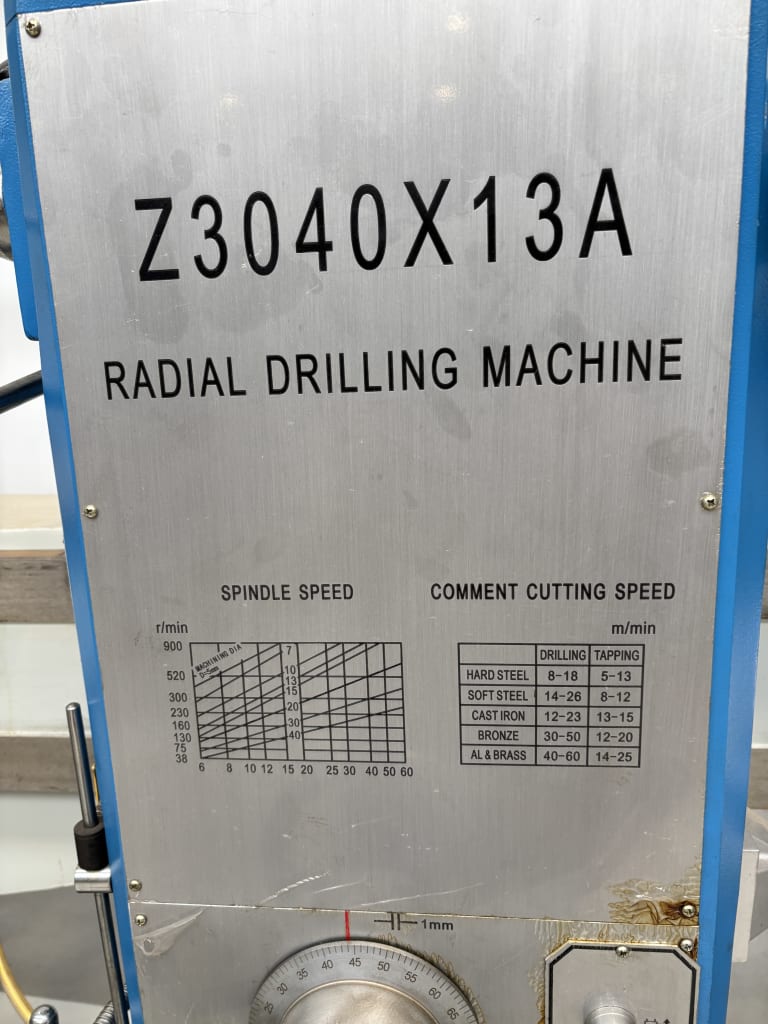 Z3040X13A
RADIAL DRILLING MACHINE
SPINDLE SPEED
r/min
900
520
300
230
160
130
75
38
MACHINING DIA
D=5mm
7
10
13
15
20
30
40
6 8 10 12 15 20 25 30 40 50 60
COMMENT CUTTING SPEED
m/min
DRILLING TAPPING
HARD STEEL 8-18 5-13
SOFT STEEL 14-26 8-12
CAST IRON 12-23 13-15
BRONZE 30-50 12-20
AL & BRASS 40-60 14-25
1mm
25 30 35 40 45 50 55 60 65